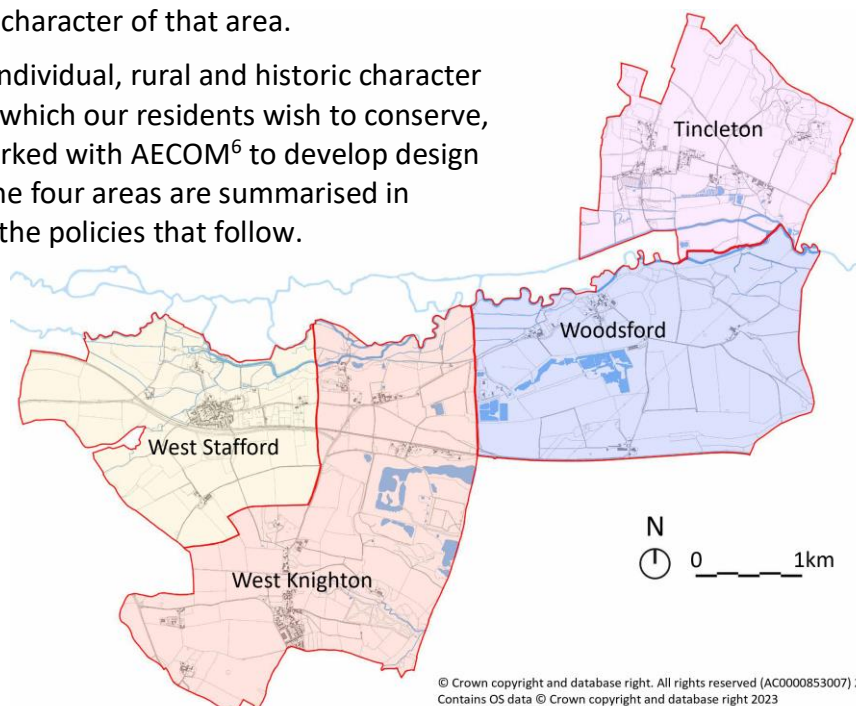 character of that area.
ndividual, rural and historic character
which our residents wish to conserve,
rked with AECOM⁶ to develop design
ne four areas are summarised in
the policies that follow.
Tincleton
Woodsford
West Stafford
West Knighton
N
0 1km
© Crown copyright and database right. All rights reserved (AC0000853007) 2
Contains OS data © Crown copyright and database right 2023